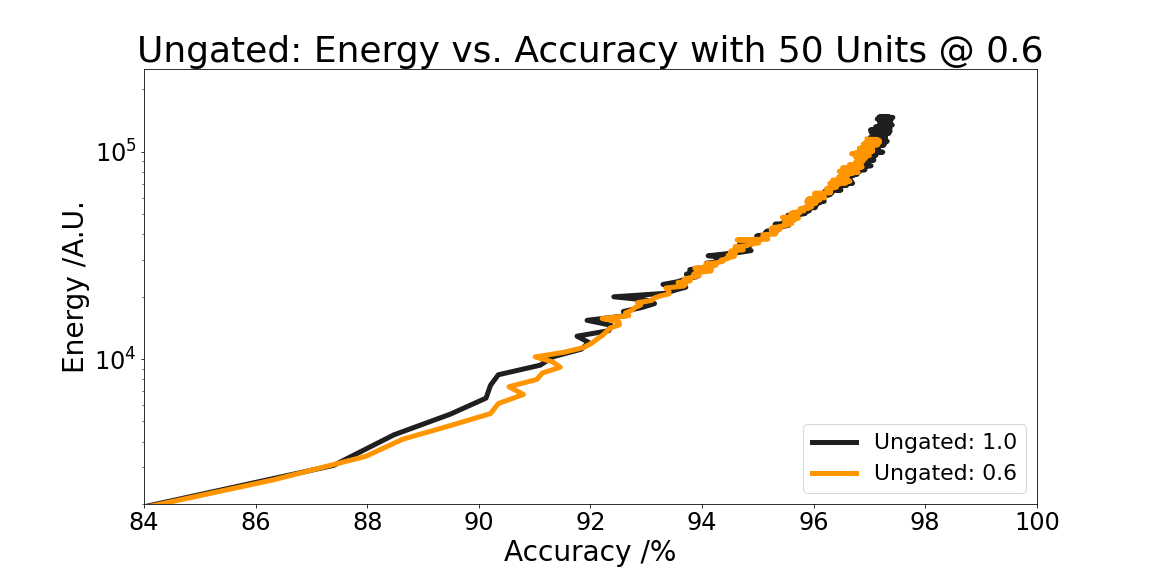 Ungated: Energy vs. Accuracy with 50 Units @ 0.6
10^5
10^4
Energy /A.U.
84 86 88 90 92 94 96 98 100
Accuracy /%
Ungated: 1.0
Ungated: 0.6